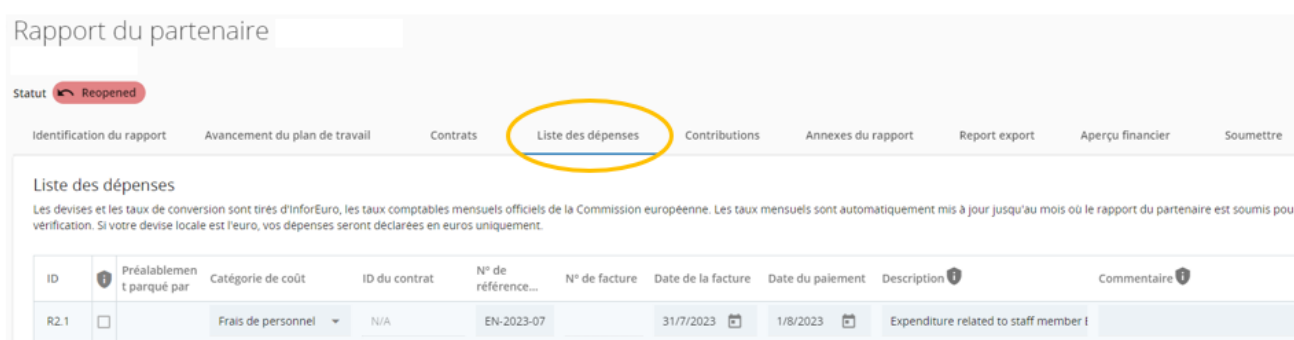 Rapport du partenaire
Statut Reopened
Identification du rapport Avancement du plan de travail Contrats Liste des dépenses Contributions Annexes du rapport Report export Aperçu financier Soumettre
Liste des dépenses
Les devises et les taux de conversion sont tirés d'InforEuro, les taux comptables mensuels officiels de la Commission européenne. Les taux mensuels sont automatiquement mis à jour jusqu'au mois où le rapport du partenaire est soumis pou
vérification. Si votre devise locale est l'euro, vos dépenses seront déclarées en euros uniquement.
ID Préalablemen t parqué par Catégorie de coût ID du contrat N° de référence... N° de facture Date de la facture Date du paiement Description Commentaire
R2.1 Frais de personnel N/A EN-2023-07 31/7/2023 1/8/2023 Expenditure related to staff member